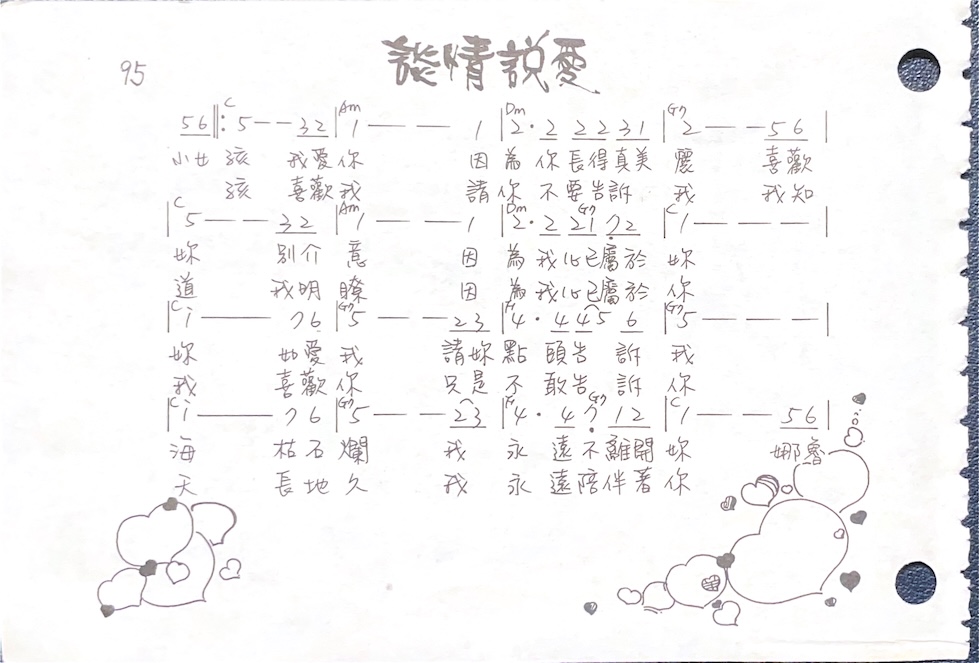 談情說愛
95
C Am Dm G7
56 ‖: 5 — — 32 | 1 — — — 1 | 2 · 2 22 31 | 2 — — 56 |
小女孩 我愛你 因為你長得真美麗 喜歡
孩 喜歡我 請你不要告訴我 我知
C Am Dm G7 C
| 5 — — 32 | 1 — — 1 | 2 · 2 21 72 | 1 — — — |
妳 別介意 因為我心已屬於妳
道 我明瞭 因為我心已屬於你
C G7 F G7
| i — — 76 | 5 — — 23 | 4 · 4 45 6 | 5 — — — |
妳如愛我 請妳點頭告訴我
我喜歡你 只是不敢告訴你
C G7 F G7 C
| i — — 76 | 5 — — 23 | 4 · 4 7 12 | 1 — — 56 |
海枯石爛 我永遠不離開妳 娜魯
天長地久 我永遠陪伴著你